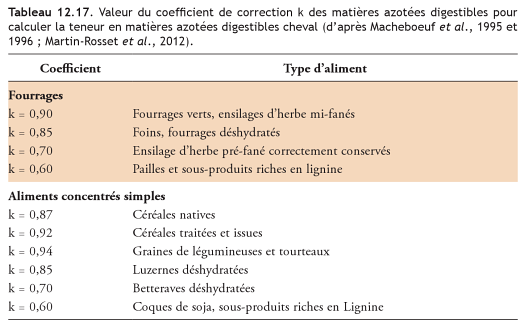 Tableau 12.17. Valeur du coefficient de correction k des matières azotées digestibles pour
calculer la teneur en matières azotées digestibles cheval (d'après Macheboeuf et al., 1995 et
1996 ; Martin-Rosset et al., 2012).
Coefficient Type d'aliment
Fourrages
k = 0,90 Fourrages verts, ensilages d'herbe mi-fanés
k = 0,85 Foins, fourrages déshydratés
k = 0,70 Ensilage d'herbe pré-fané correctement conservés
k = 0,60 Pailles et sous-produits riches en lignine
Aliments concentrés simples
k = 0,87 Céréales natives
k = 0,92 Céréales traitées et issues
k = 0,94 Graines de légumineuses et tourteaux
k = 0,85 Luzernes déshydratées
k = 0,70 Betteraves déshydratées
k = 0,60 Coques de soja, sous-produits riches en Lignine